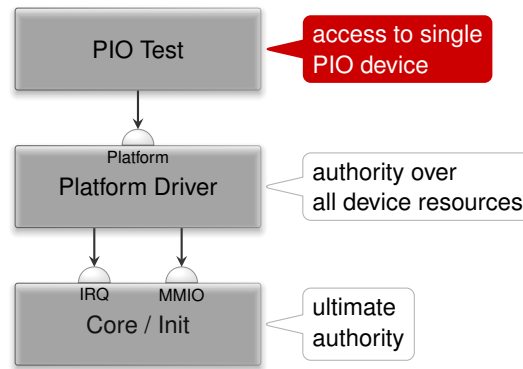 PIO Test
access to single
PIO device
Platform
Platform Driver
authority over
all device resources
IRQ MMIO
Core / Init
ultimate
authority